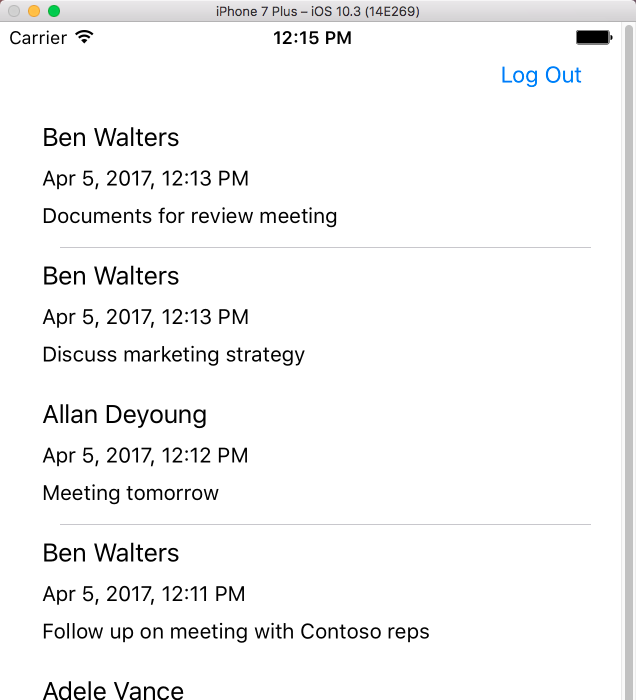 iPhone 7 Plus – iOS 10.3 (14E269)
Carrier 12:15 PM
Log Out
Ben Walters
Apr 5, 2017, 12:13 PM
Documents for review meeting
Ben Walters
Apr 5, 2017, 12:13 PM
Discuss marketing strategy
Allan Deyoung
Apr 5, 2017, 12:12 PM
Meeting tomorrow
Ben Walters
Apr 5, 2017, 12:11 PM
Follow up on meeting with Contoso reps
Adele Vance